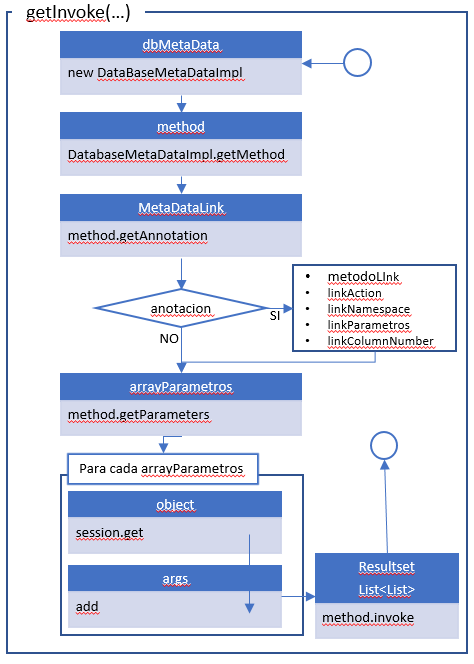 getInvoke(...)
dbMetaData
new DataBaseMetaDataImpl
method
DatabaseMetaDataImpl.getMethod
MetaDataLink
method.getAnnotation
anotacion
SI
NO
• metodoLInk
• linkAction
• linkNamespace
• linkParametros
• linkColumnNumber
arrayParametros
method.getParameters
Para cada arrayParametros
object
session.get
args
add
Resultset
List<List>
method.invoke